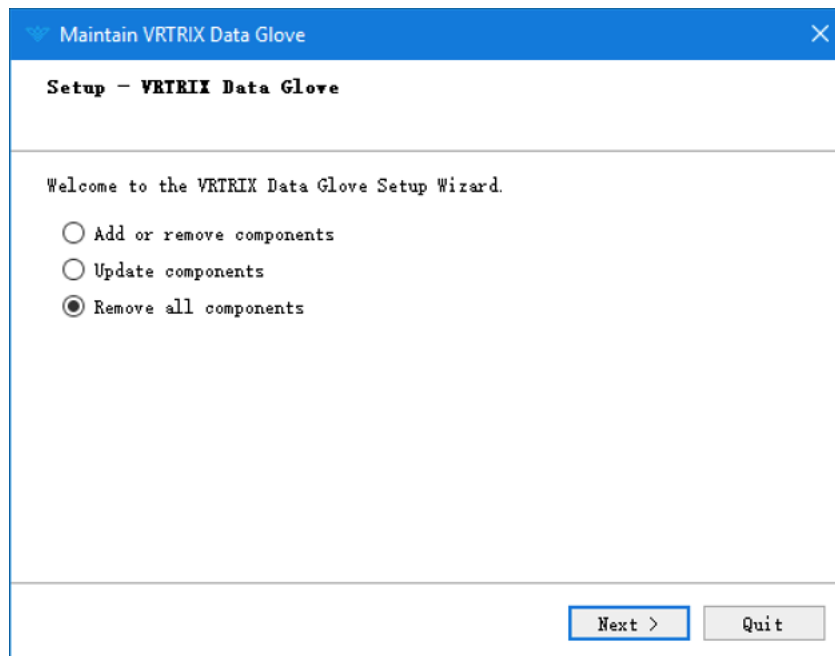 Maintain VRTRIX Data Glove
Setup - VRTRIX Data Glove
Welcome to the VRTRIX Data Glove Setup Wizard.
Add or remove components
Update components
Remove all components
Next >
Quit